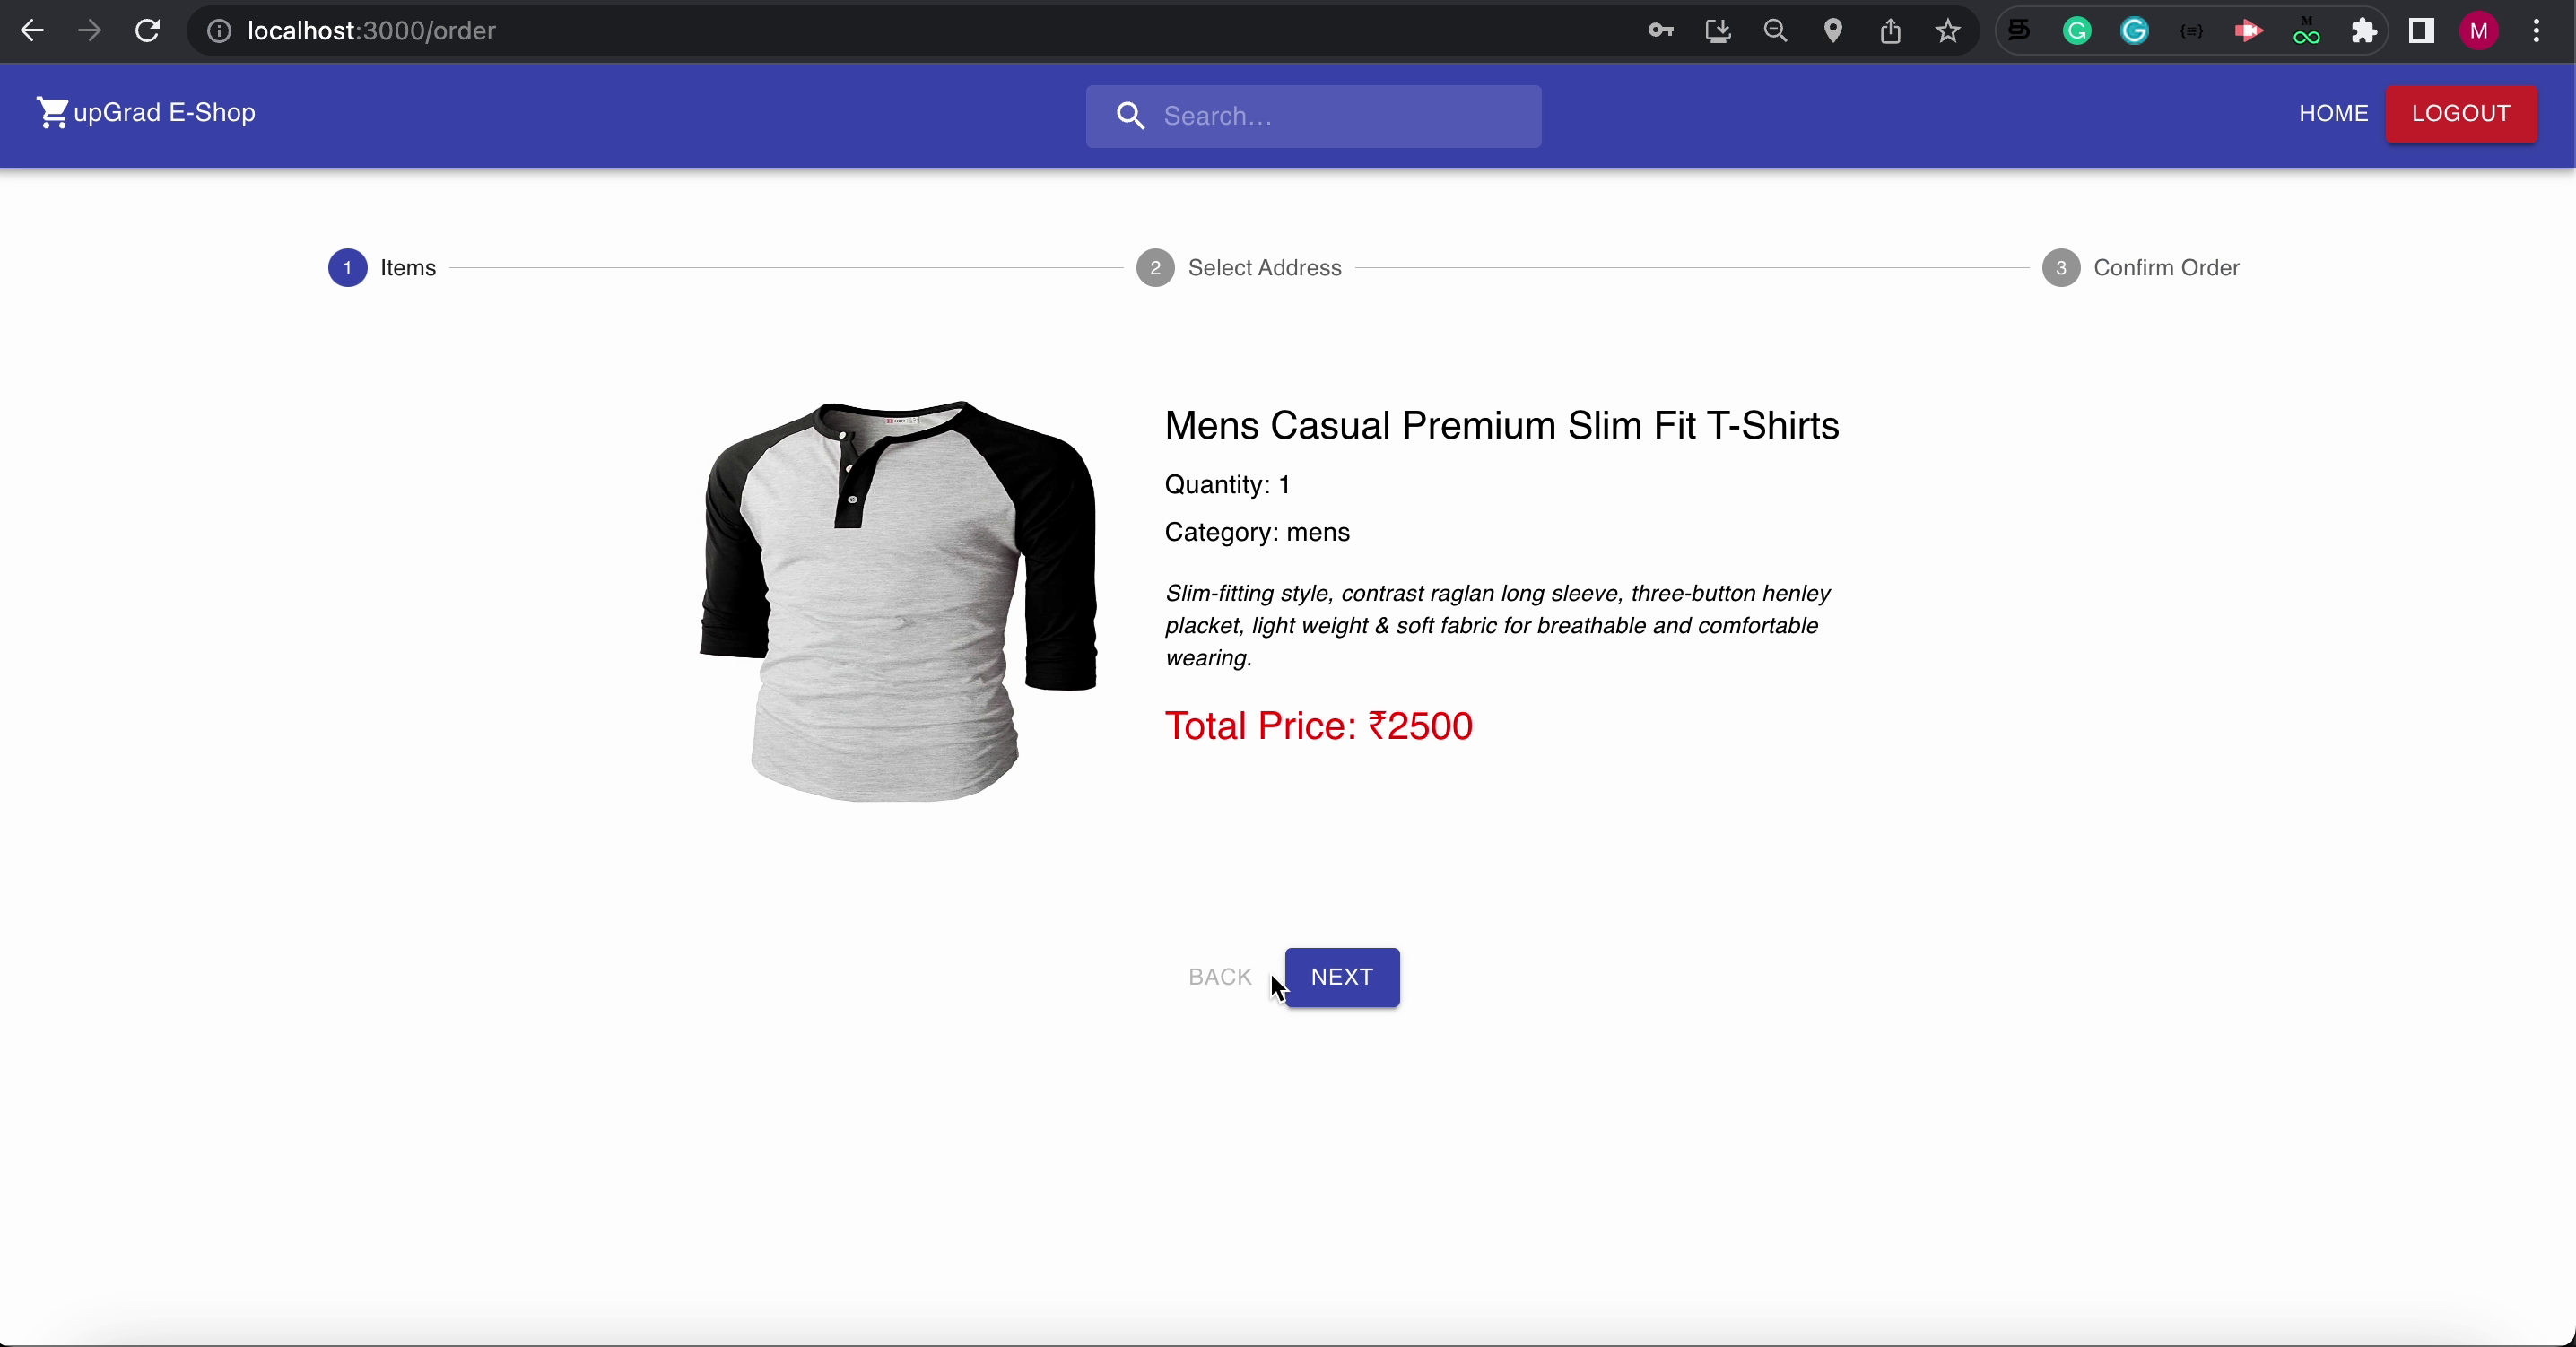 localhost:3000/order
M
M
upGrad E-Shop
Search...
HOME
LOGOUT
1 Items
2 Select Address
3 Confirm Order
Mens Casual Premium Slim Fit T-Shirts
Quantity: 1
Category: mens
Slim-fitting style, contrast raglan long sleeve, three-button henley
placket, light weight & soft fabric for breathable and comfortable
wearing.
Total Price: ₹2500
BACK
NEXT